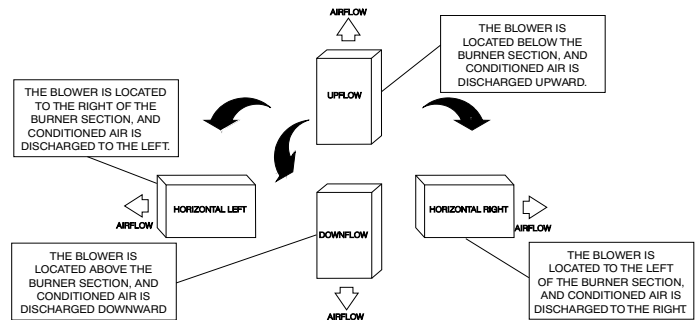 AIRFLOW
THE BLOWER IS
LOCATED BELOW THE
BURNER SECTION, AND
CONDITIONED AIR IS
DISCHARGED UPWARD.
UPFLOW
THE BLOWER IS LOCATED
TO THE RIGHT OF THE
BURNER SECTION, AND
CONDITIONED AIR IS
DISCHARGED TO THE LEFT.
HORIZONTAL LEFT
AIRFLOW
DOWNFLOW
HORIZONTAL RIGHT
AIRFLOW
THE BLOWER IS
LOCATED ABOVE THE
BURNER SECTION, AND
CONDITIONED AIR IS
DISCHARGED DOWNWARD
AIRFLOW
THE BLOWER IS
LOCATED TO THE LEFT
OF THE BURNER SECTION,
AND CONDITIONED AIR IS
DISCHARGED TO THE RIGHT.